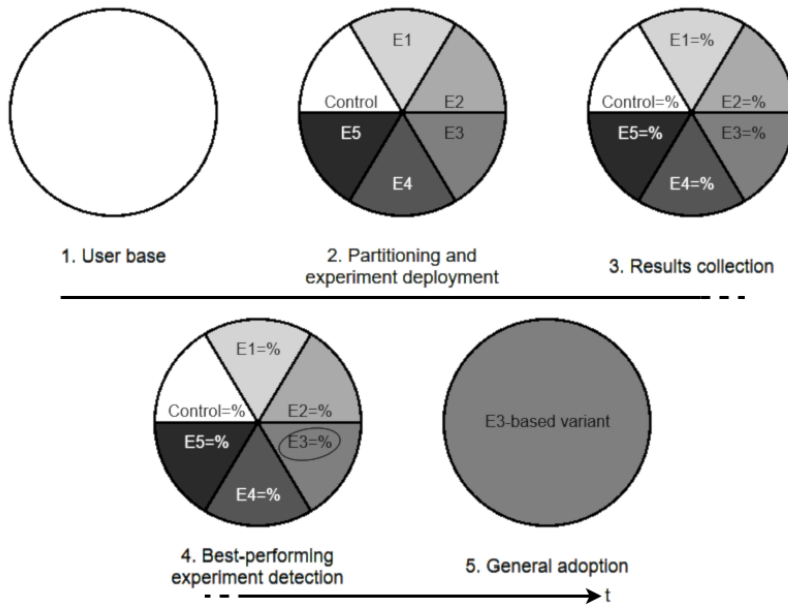 E1
Control
E2
E5
E3
E4
E1=%
Control=%
E2=%
E5=%
E3=%
E4=%
1. User base
2. Partitioning and
experiment deployment
3. Results collection
E1=%
Control=%
E2=%
E5=%
E3=%
E4=%
E3-based variant
4. Best-performing
experiment detection
5. General adoption
t